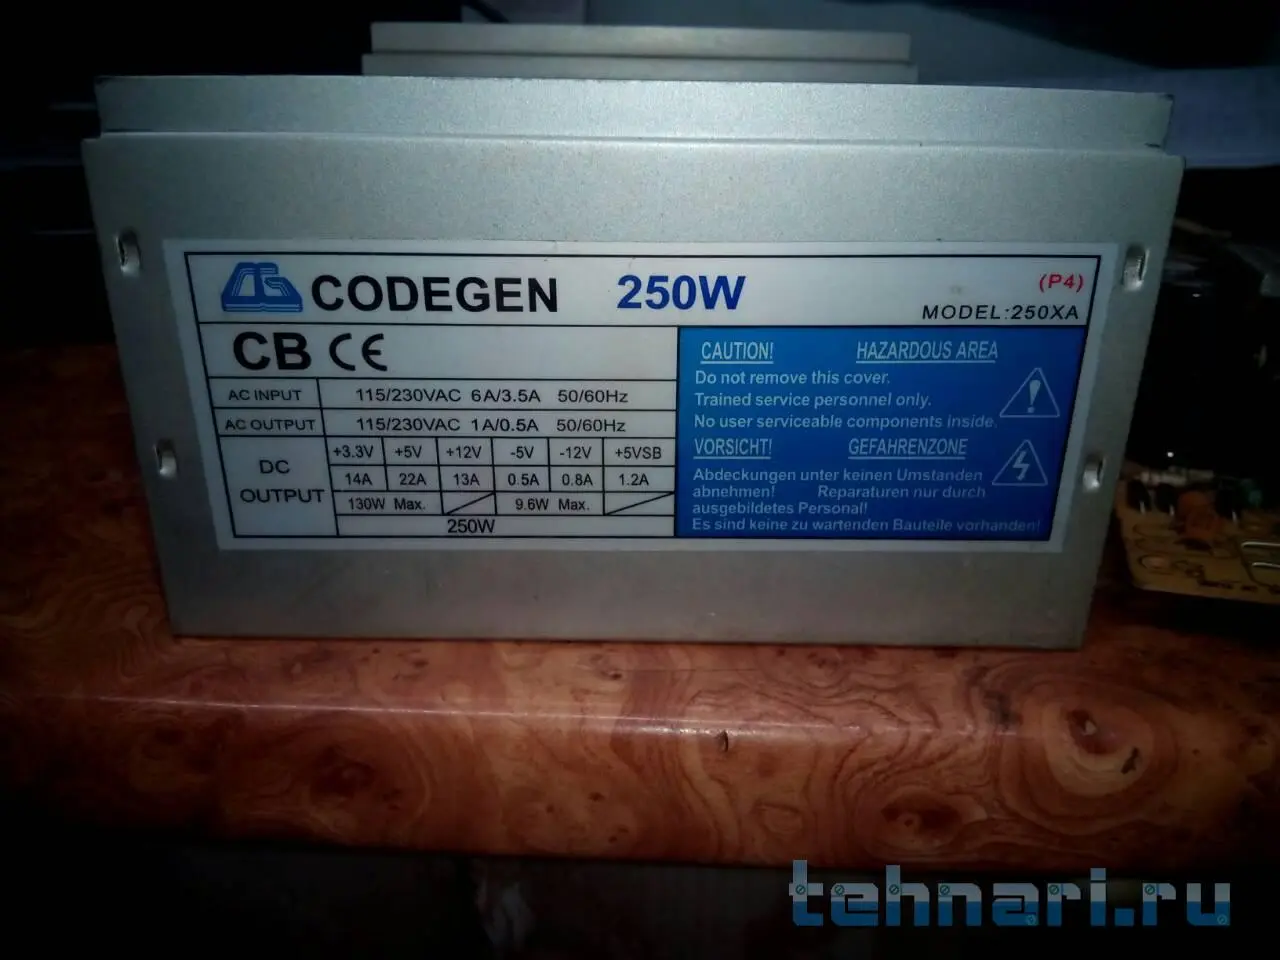 CODEGEN 250W (P4)
MODEL:250XA
CB CE
AC INPUT 115/230VAC 6A/3.5A 50/60Hz
AC OUTPUT 115/230VAC 1A/0.5A 50/60Hz
DC OUTPUT
+3.3V +5V +12V -5V -12V +5VSB
14A 22A 13A 0.5A 0.8A 1.2A
130W Max. 9.6W Max.
250W
CAUTION! HAZARDOUS AREA
Do not remove this cover.
Trained service personnel only.
No user serviceable components inside.
VORSICHT! GEFAHRENZONE
Abdeckungen unter keinen Umstanden
abnehmen! Reparaturen nur durch
ausgebildetes Personal!
Es sind keine zu wartenden Bauteile vorhanden!
tehnari.ru